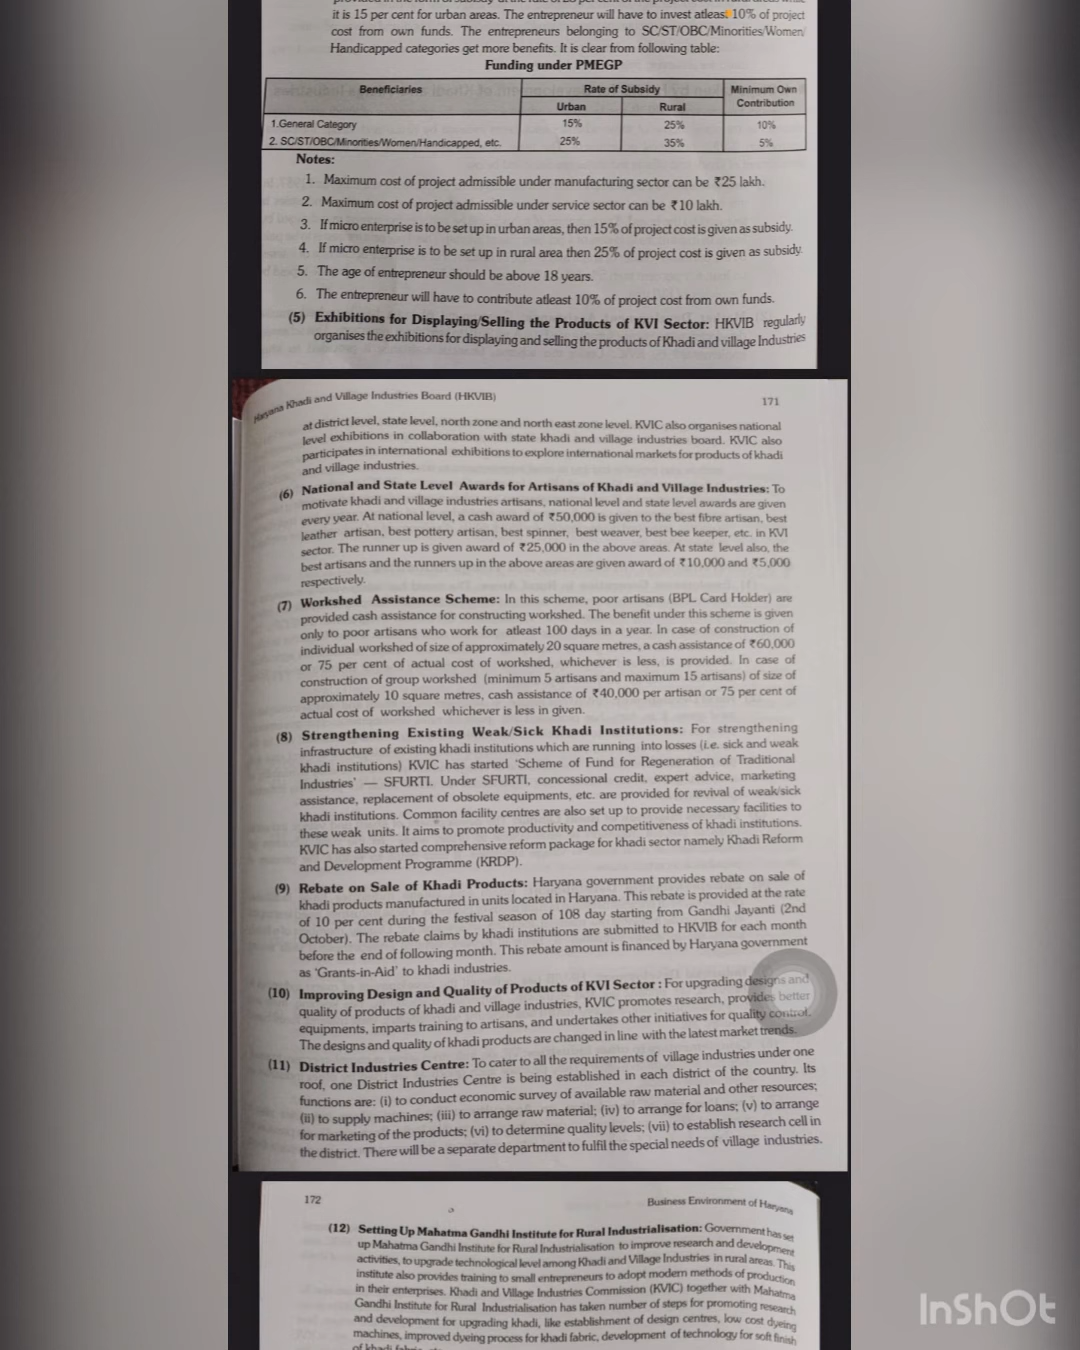 it is 15 per cent for urban areas. The entrepreneur will have to invest atleast 10% of project
cost from own funds. The entrepreneurs belonging to SC/ST/OBC/Minorities/Women/
Handicapped categories get more benefits. It is clear from following table:
Funding under PMEGP
Beneficiaries Rate of Subsidy Minimum Own Contribution
Urban Rural
1.General Category 15% 25% 10%
2. SC/ST/OBC/Minorities/Women/Handicapped, etc. 25% 35% 5%
Notes:
1. Maximum cost of project admissible under manufacturing sector can be ₹25 lakh.
2. Maximum cost of project admissible under service sector can be ₹10 lakh.
3. If micro enterprise is to be set up in urban areas, then 15% of project cost is given as subsidy.
4. If micro enterprise is to be set up in rural area then 25% of project cost is given as subsidy.
5. The age of entrepreneur should be above 18 years.
6. The entrepreneur will have to contribute atleast 10% of project cost from own funds.
(5) Exhibitions for Displaying/Selling the Products of KVI Sector: HKVIB regularly
organises the exhibitions for displaying and selling the products of Khadi and village Industries
Haryana Khadi and Village Industries Board (HKVIB) 171
at district level, state level, north zone and north east zone level. KVIC also organises national
level exhibitions in collaboration with state khadi and village industries board. KVIC also
participates in international exhibitions to explore international markets for products of khadi
and village industries.
(6) National and State Level Awards for Artisans of Khadi and Village Industries: To
motivate khadi and village industries artisans, national level and state level awards are given
every year. At national level, a cash award of ₹50,000 is given to the best fibre artisan, best
leather artisan, best pottery artisan, best spinner, best weaver, best bee keeper, etc. in KVI
sector. The runner up is given award of ₹25,000 in the above areas. At state level also, the
best artisans and the runners up in the above areas are given award of ₹10,000 and ₹5,000
respectively.
(7) Workshed Assistance Scheme: In this scheme, poor artisans (BPL Card Holder) are
provided cash assistance for constructing workshed. The benefit under this scheme is given
only to poor artisans who work for atleast 100 days in a year. In case of construction of
individual workshed of size of approximately 20 square metres, a cash assistance of ₹60,000
or 75 per cent of actual cost of workshed, whichever is less, is provided. In case of
construction of group workshed (minimum 5 artisans and maximum 15 artisans) of size of
approximately 10 square metres, cash assistance of ₹40,000 per artisan or 75 per cent of
actual cost of workshed whichever is less in given.
(8) Strengthening Existing Weak/Sick Khadi Institutions: For strengthening
infrastructure of existing khadi institutions which are running into losses (i.e. sick and weak
khadi institutions) KVIC has started 'Scheme of Fund for Regeneration of Traditional
Industries' — SFURTI. Under SFURTI, concessional credit, expert advice, marketing
assistance, replacement of obsolete equipments, etc. are provided for revival of weak/sick
khadi institutions. Common facility centres are also set up to provide necessary facilities to
these weak units. It aims to promote productivity and competitiveness of khadi institutions.
KVIC has also started comprehensive reform package for khadi sector namely Khadi Reform
and Development Programme (KRDP).
(9) Rebate on Sale of Khadi Products: Haryana government provides rebate on sale of
khadi products manufactured in units located in Haryana. This rebate is provided at the rate
of 10 per cent during the festival season of 108 day starting from Gandhi Jayanti (2nd
October). The rebate claims by khadi institutions are submitted to HKVIB for each month
before the end of following month. This rebate amount is financed by Haryana government
as 'Grants-in-Aid' to khadi industries.
(10) Improving Design and Quality of Products of KVI Sector : For upgrading designs and
quality of products of khadi and village industries, KVIC promotes research, provides better
equipments, imparts training to artisans, and undertakes other initiatives for quality control.
The designs and quality of khadi products are changed in line with the latest market trends.
(11) District Industries Centre: To cater to all the requirements of village industries under one
roof, one District Industries Centre is being established in each district of the country. Its
functions are: (i) to conduct economic survey of available raw material and other resources;
(ii) to supply machines; (iii) to arrange raw material; (iv) to arrange for loans; (v) to arrange
for marketing of the products; (vi) to determine quality levels; (vii) to establish research cell in
the district. There will be a separate department to fulfil the special needs of village industries.
172 Business Environment of Haryana
(12) Setting Up Mahatma Gandhi Institute for Rural Industrialisation: Government has set
up Mahatma Gandhi Institute for Rural Industrialisation to improve research and development
activities, to upgrade technological level among Khadi and Village Industries in rural areas. This
institute also provides training to small entrepreneurs to adopt modern methods of production
in their enterprises. Khadi and Village Industries Commission (KVIC) together with Mahatma
Gandhi Institute for Rural Industrialisation has taken number of steps for promoting research
and development for upgrading khadi, like establishment of design centres, low cost dyeing
machines, improved dyeing process for khadi fabric, development of technology for soft finish
InShOt